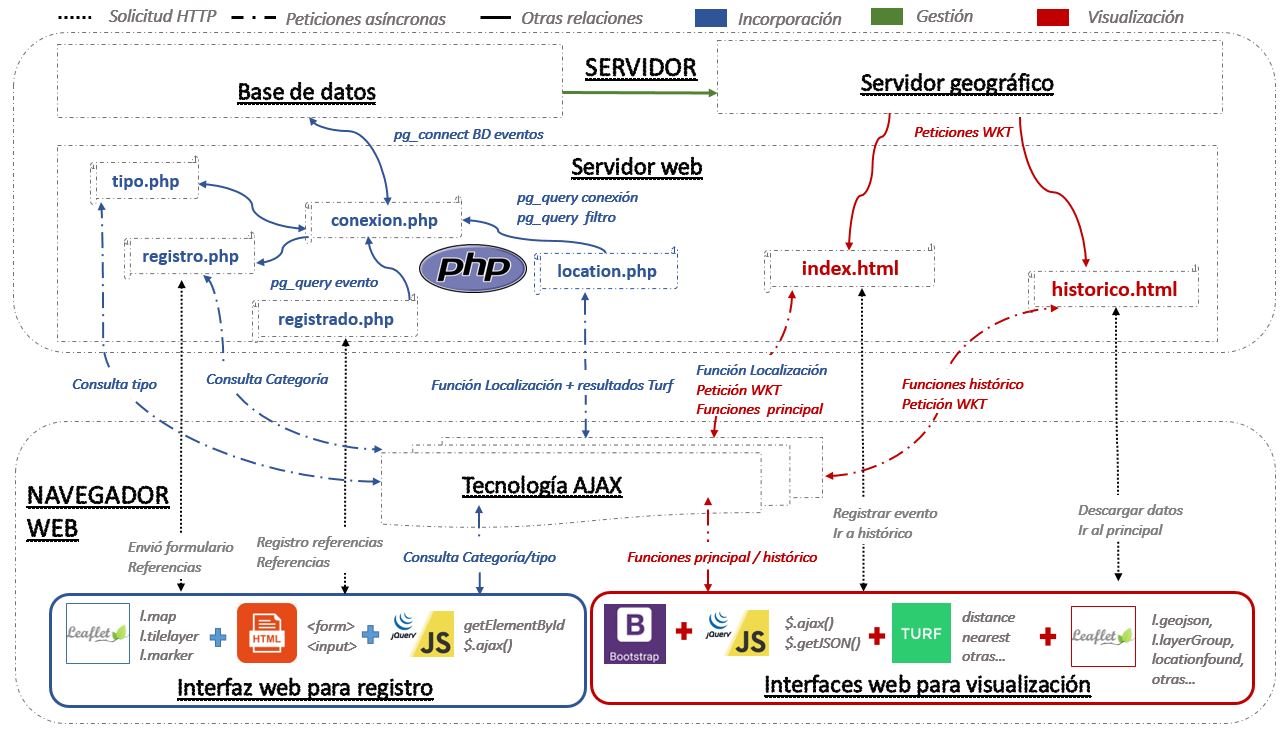 Solicitud HTTP
Peticiones asíncronas
Otras relaciones
Incorporación
Gestión
Visualización
SERVIDOR
Base de datos
Servidor geográfico
pg_connect BD eventos
Peticiones WKT
Servidor web
tipo.php
pg_query conexión
pg_query filtro
conexion.php
registro.php
php
location.php
index.html
pg_query evento
historico.html
registrado.php
Consulta tipo
Consulta Categoría
Función Localización + resultados Turf
Función Localización
Petición WKT
Funciones principal
Funciones histórico
Petición WKT
NAVEGADOR
WEB
Tecnología AJAX
Envió formulario
Referencias
Registro referencias
Referencias
Consulta Categoría/tipo
Funciones principal / histórico
Registrar evento
Ir a histórico
Descargar datos
Ir al principal
Leaflet
l.map
l.tilelayer
l.marker
HTML
<form>
<input>
jQuery
JS
getElementById
$.ajax()
Interfaz web para registro
B
Bootstrap
jQuery
JS
$.ajax()
$.getJSON()
TURF
distance
nearest
otras...
Leaflet
l.geojson,
l.layerGroup,
locationfound,
otras...
Interfaces web para visualización